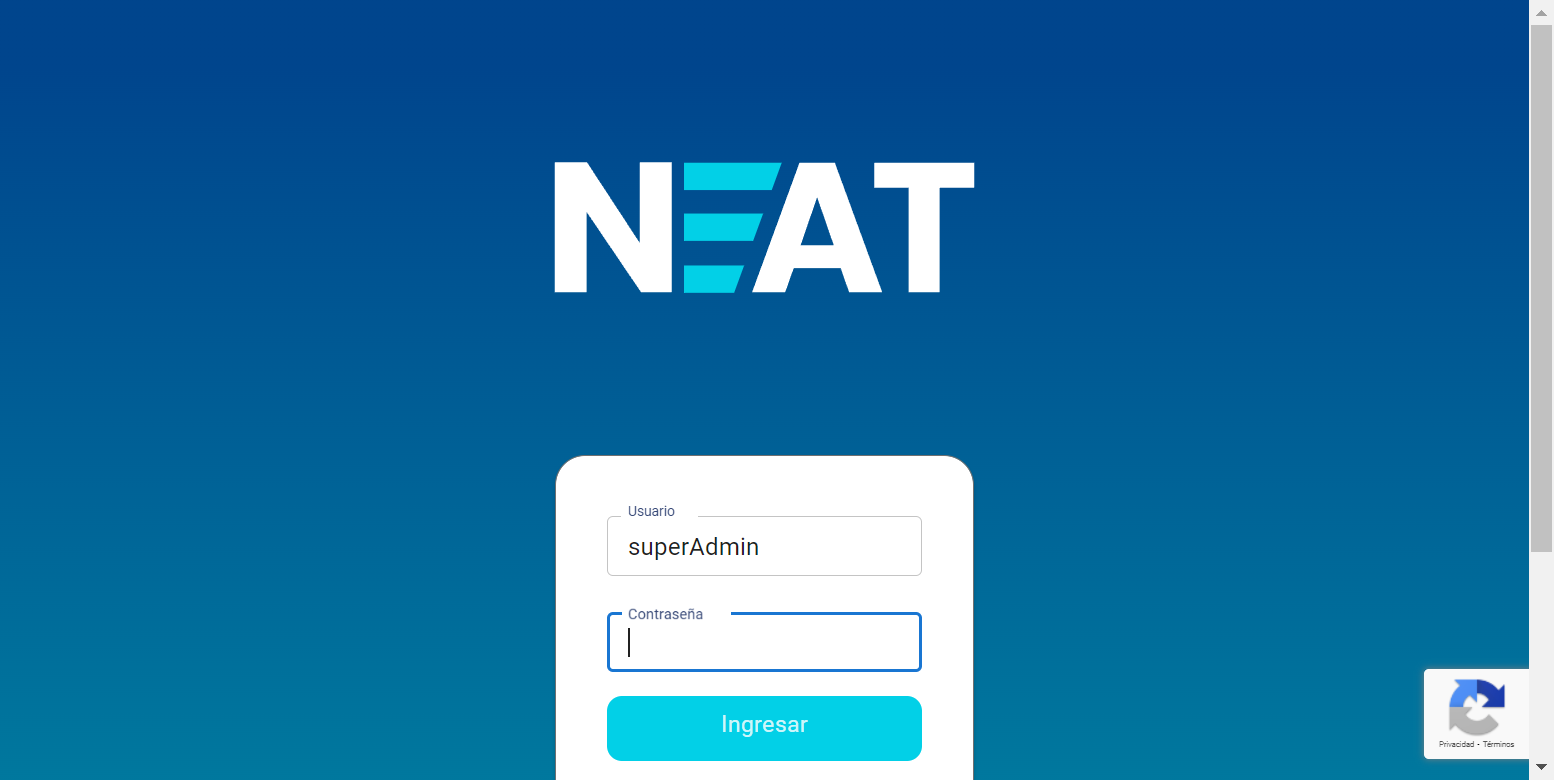 NEAT
Usuario
superAdmin
Contraseña
Ingresar
Privacidad - Términos